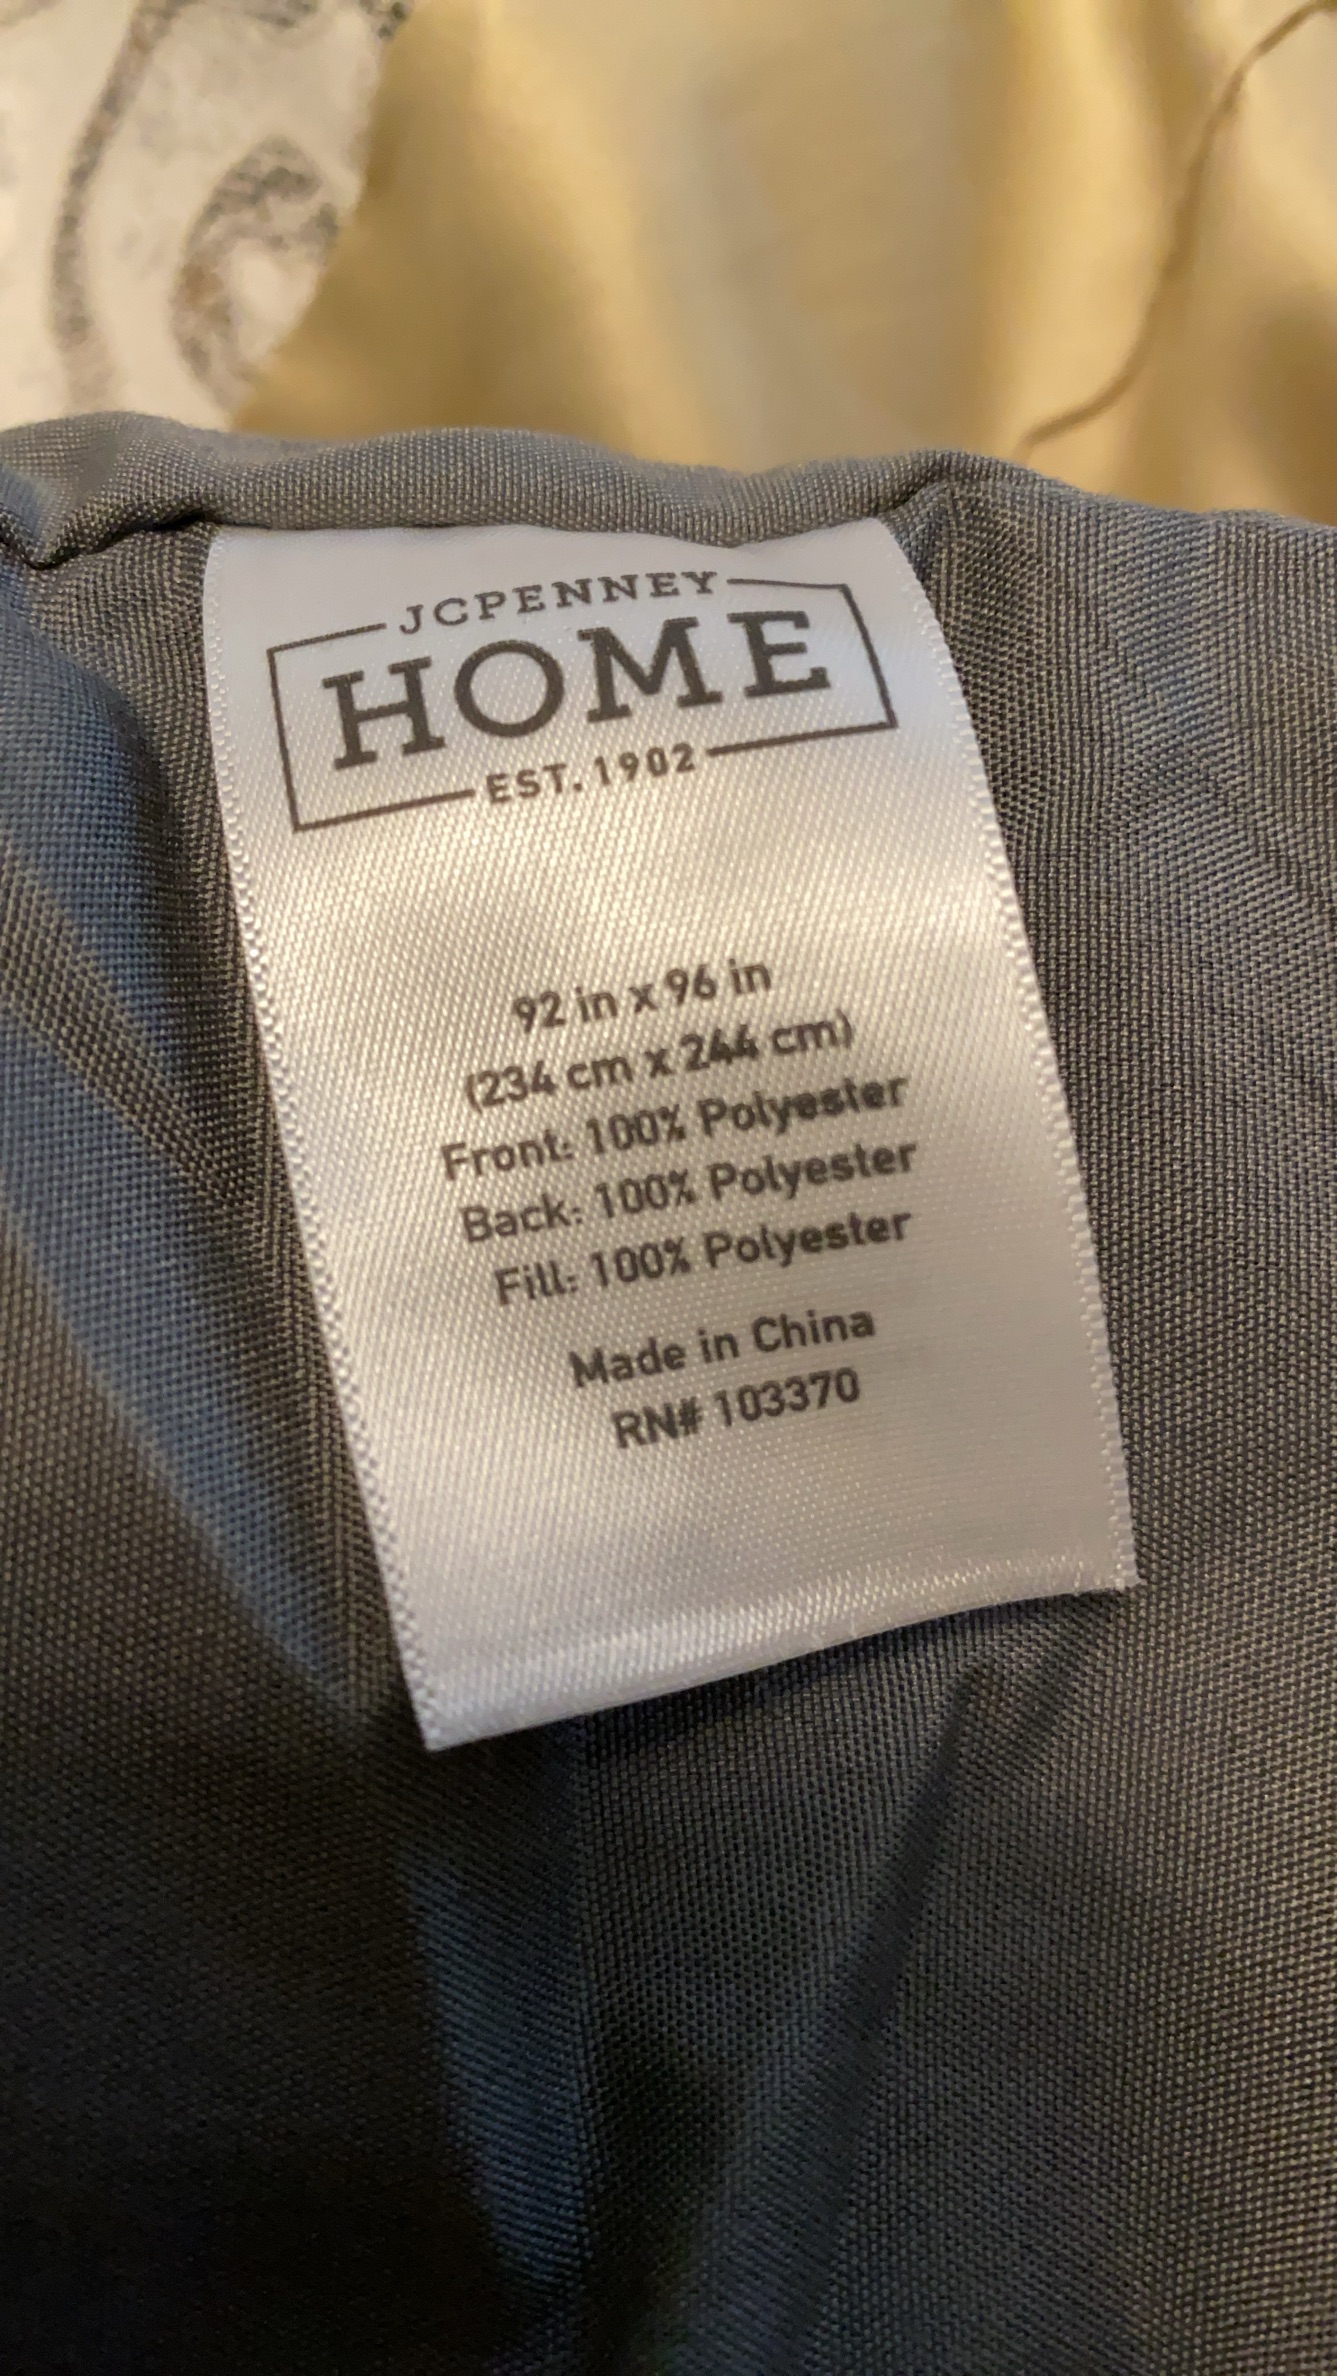 JCPENNEY
HOME
EST. 1902
92 in x 96 in
(234 cm x 244 cm)
Front: 100% Polyester
Back: 100% Polyester
Fill: 100% Polyester
Made in China
RN# 103370